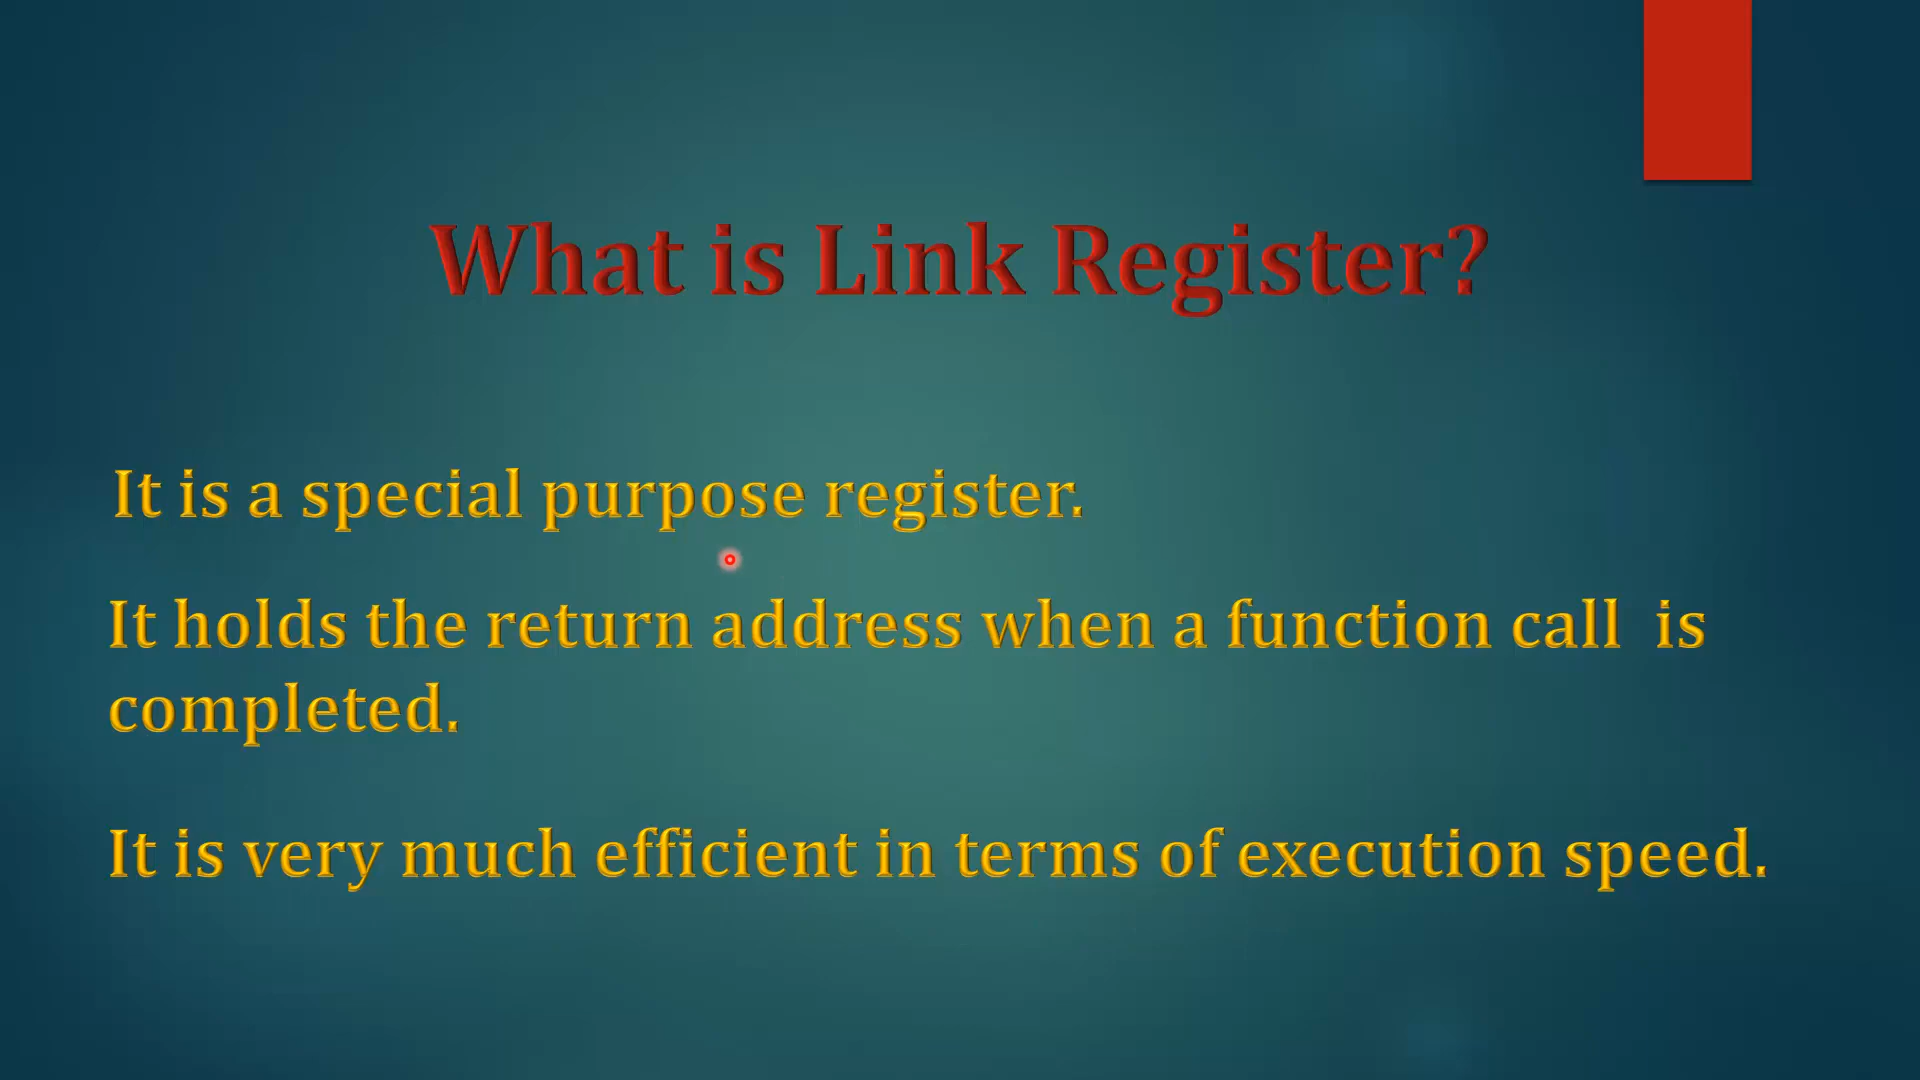 What is Link Register?
It is a special purpose register.
It holds the return address when a function call is
completed.
It is very much efficient in terms of execution speed.